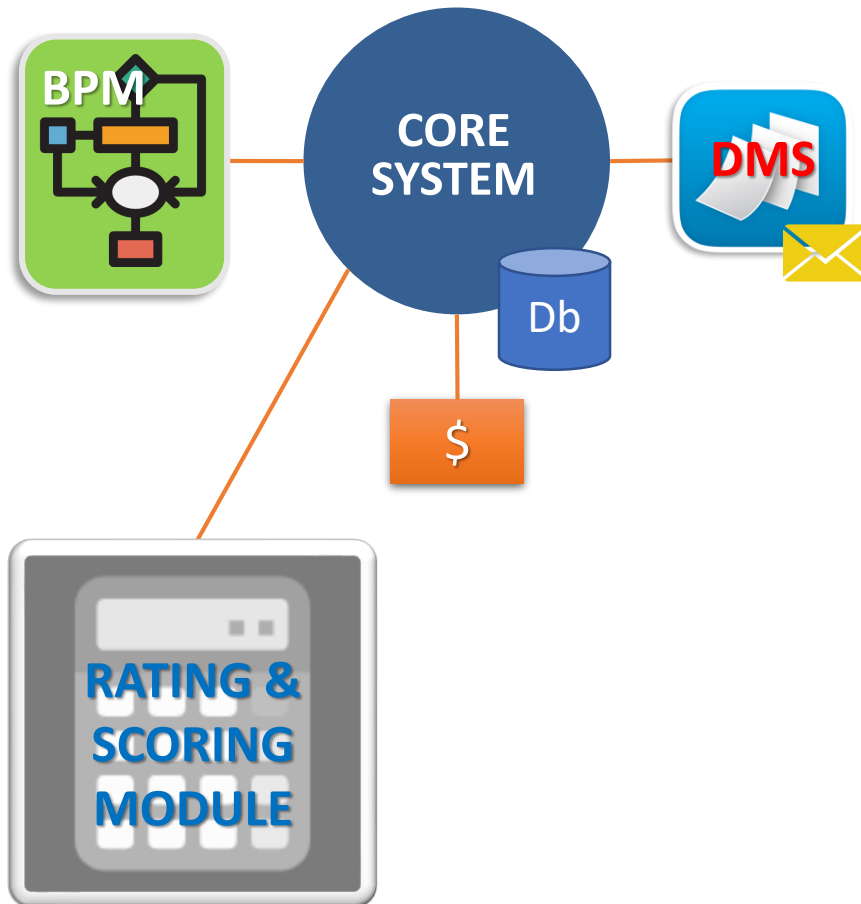 BPM
CORE
SYSTEM
DMS
Db
$
RATING &
SCORING
MODULE